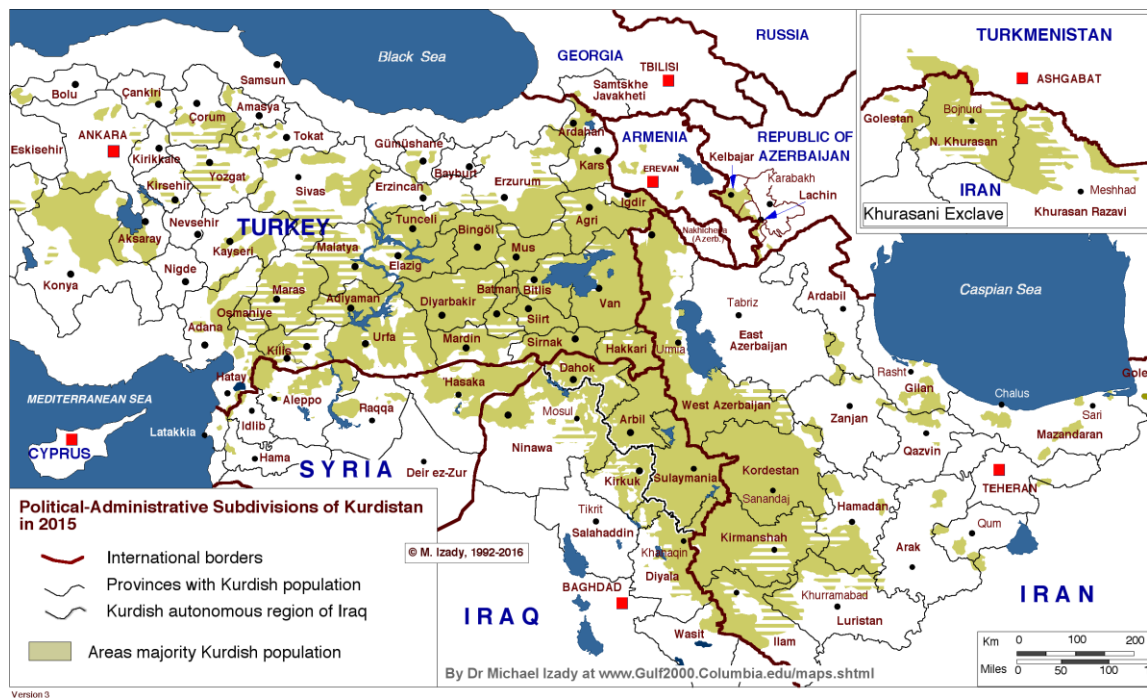 Black Sea
GEORGIA
RUSSIA
TBILISI
Samtskhe
Javakheti
TURKMENISTAN
ASHGABAT
Golestan
Bojnurd
N. Khurasan
IRAN
Meshhad
Khurasan Razavi
Khurasani Exclave
Samsun
Bolu
Çankiri
Amasya
Çorum
ANKARA
Tokat
Eskisehir
Kirikkale
Yozgat
Kirsehir
Sivas
Gümüshane
Bayburt
Erzincan
Erzurum
Ardahan
Kars
ARMENIA
EREVAN
REPUBLIC OF
AZERBAIJAN
Kelbajar
Karabakh
Lachin
Igdir
Nakhicheva
(Azerb.)
Agri
Tunceli
Bingöl
Mus
Nevsehir
TURKEY
Aksaray
Kayseri
Malatya
Elazig
Konya
Nigde
Maras
Adiyaman
Diyarbakir
Batman
Bitlis
Siirt
Van
Osmaniye
Adana
Urfa
Mardin
Sirnak
Hakkari
Kilis
Hatay
Urmia
Tabriz
East
Azerbaijan
Ardabil
Caspian Sea
Rasht
Gilan
Chalus
Sari
Mazandaran
Gole
MEDITERRANEAN SEA
CYPRUS
Latakkia
Idlib
Aleppo
Raqqa
Hasaka
Hama
SYRIA
Deir ez-Zur
Dahok
Mosul
Ninawa
Arbil
Kirkuk
Sulaymania
West Azerbaijan
Zanjan
Qazvin
TEHERAN
Kordestan
Sanandaj
Hamadan
Qum
Tikrit
Salahaddin
Khanaqin
Diyala
Kirmanshah
Arak
BAGHDAD
IRAQ
Khurramabad
Luristan
IRAN
Wasit
Ilam
Political-Administrative Subdivisions of Kurdistan
in 2015
International borders
Provinces with Kurdish population
Kurdish autonomous region of Iraq
Areas majority Kurdish population
© M. Izady, 1992-2016
By Dr Michael Izady at www.Gulf2000.Columbia.edu/maps.shtml
Km 0 100 200
Miles 0 50 100
Version 3